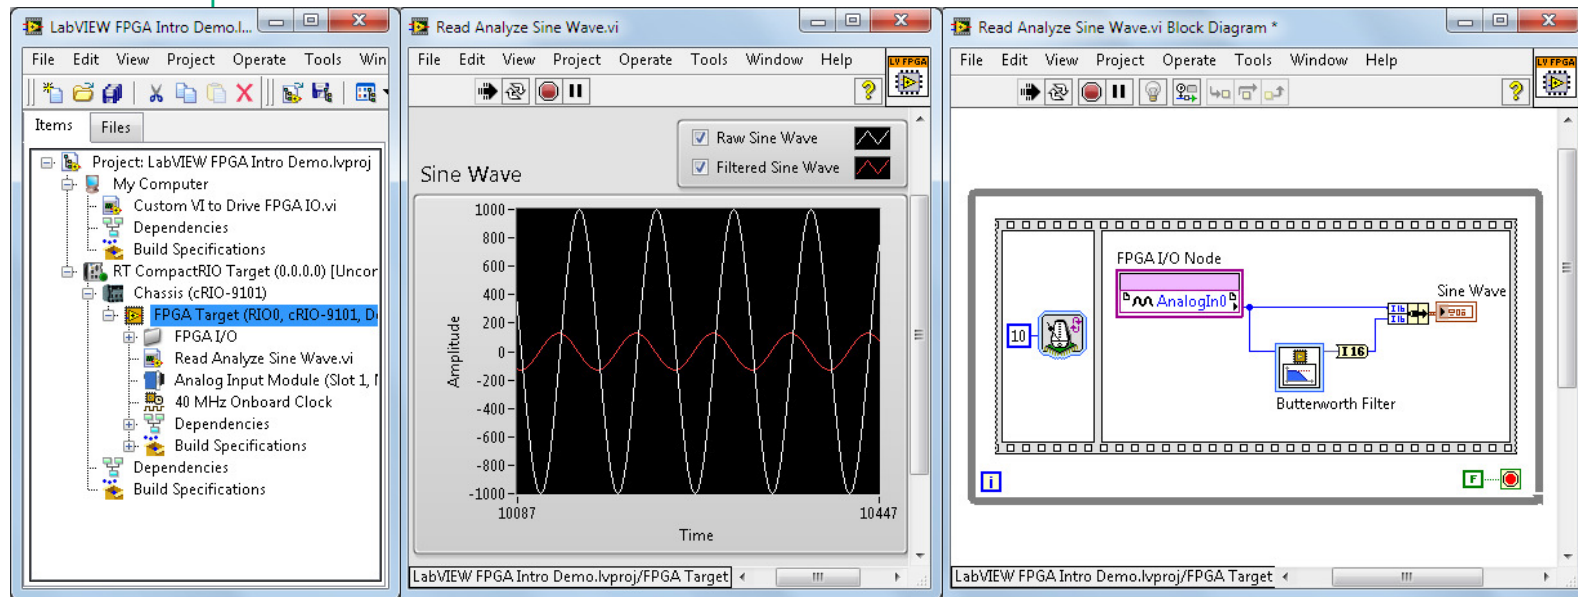 LabVIEW FPGA Intro Demo.l...
File Edit View Project Operate Tools Win
Items Files
Project: LabVIEW FPGA Intro Demo.lvproj
My Computer
Custom VI to Drive FPGA IO.vi
Dependencies
Build Specifications
RT CompactRIO Target (0.0.0.0) [Uncor
Chassis (cRIO-9101)
FPGA Target (RIO0, cRIO-9101, D
FPGA I/O
Read Analyze Sine Wave.vi
Analog Input Module (Slot 1,
40 MHz Onboard Clock
Dependencies
Build Specifications
Dependencies
Build Specifications
Read Analyze Sine Wave.vi
File Edit View Project Operate Tools Window Help
LV FPGA
Raw Sine Wave
Filtered Sine Wave
Sine Wave
1000
800
600
400
200
0
-200
-400
-600
-800
-1000
Amplitude
10087 10447
Time
LabVIEW FPGA Intro Demo.lvproj/FPGA Target
Read Analyze Sine Wave.vi Block Diagram *
File Edit View Project Operate Tools Window Help
LV FPGA
FPGA I/O Node
AnalogIn0
Sine Wave
10
I16
Butterworth Filter
i
F
LabVIEW FPGA Intro Demo.lvproj/FPGA Target